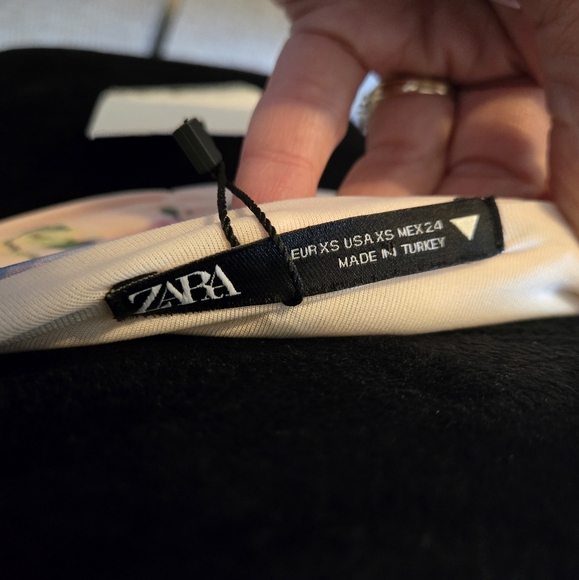 ZARA
EUR XS USA XS MEX 24
MADE IN TURKEY